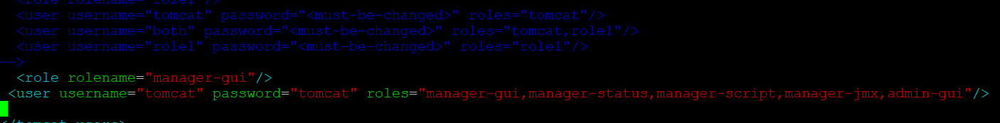 <role rolename="role1"/>
<user username="tomcat" password="<must-be-changed>" roles="tomcat"/>
<user username="both" password="<must-be-changed>" roles="tomcat,role1"/>
<user username="role1" password="<must-be-changed>" roles="role1"/>
-->
<role rolename="manager-gui"/>
<user username="tomcat" password="tomcat" roles="manager-gui,manager-status,manager-script,manager-jmx,admin-gui"/>
</tomcat-users>